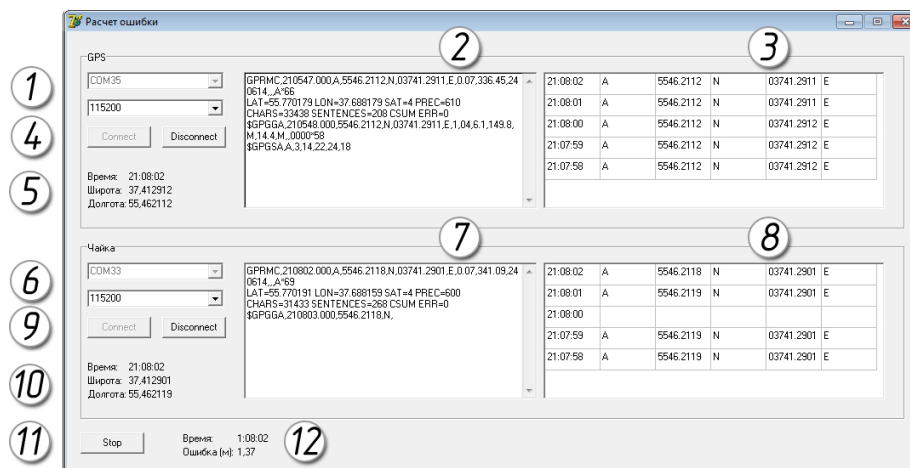 Расчет ошибки
GPS
1
COM35
115200
4
Connect Disconnect
5
Время: 21:08:02
Широта: 37,412912
Долгота: 55,462112
2
GPRMC,210547.000,A,5546.2112,N,03741.2911,E,0.07,336.45,24
0614,,,A*66
LAT=55.770179 LON=37.688179 SAT=4 PREC=610
CHARS=33438 SENTENCES=208 CSUM ERR=0
$GPGGA,210548.000,5546.2112,N,03741.2911,E,1,04,6.1,149.8,
M,14.4,M,,0000*58
$GPGSA,A,3,14,22,24,18
3
21:08:02 A 5546.2112 N 03741.2911 E
21:08:01 A 5546.2112 N 03741.2911 E
21:08:00 A 5546.2112 N 03741.2912 E
21:07:59 A 5546.2112 N 03741.2912 E
21:07:58 A 5546.2112 N 03741.2912 E
Чайка
6
COM33
115200
9
Connect Disconnect
10
Время: 21:08:02
Широта: 37,412901
Долгота: 55,462119
7
GPRMC,210802.000,A,5546.2118,N,03741.2901,E,0.07,341.09,24
0614,,,A*69
LAT=55.770191 LON=37.688159 SAT=4 PREC=600
CHARS=31433 SENTENCES=268 CSUM ERR=0
$GPGGA,210803.000,5546.2118,N,
8
21:08:02 A 5546.2118 N 03741.2901 E
21:08:01 A 5546.2119 N 03741.2901 E
21:08:00
21:07:59 A 5546.2119 N 03741.2901 E
21:07:58 A 5546.2119 N 03741.2901 E
11
Stop
Время: 1:08:02
Ошибка (м): 1,37
12